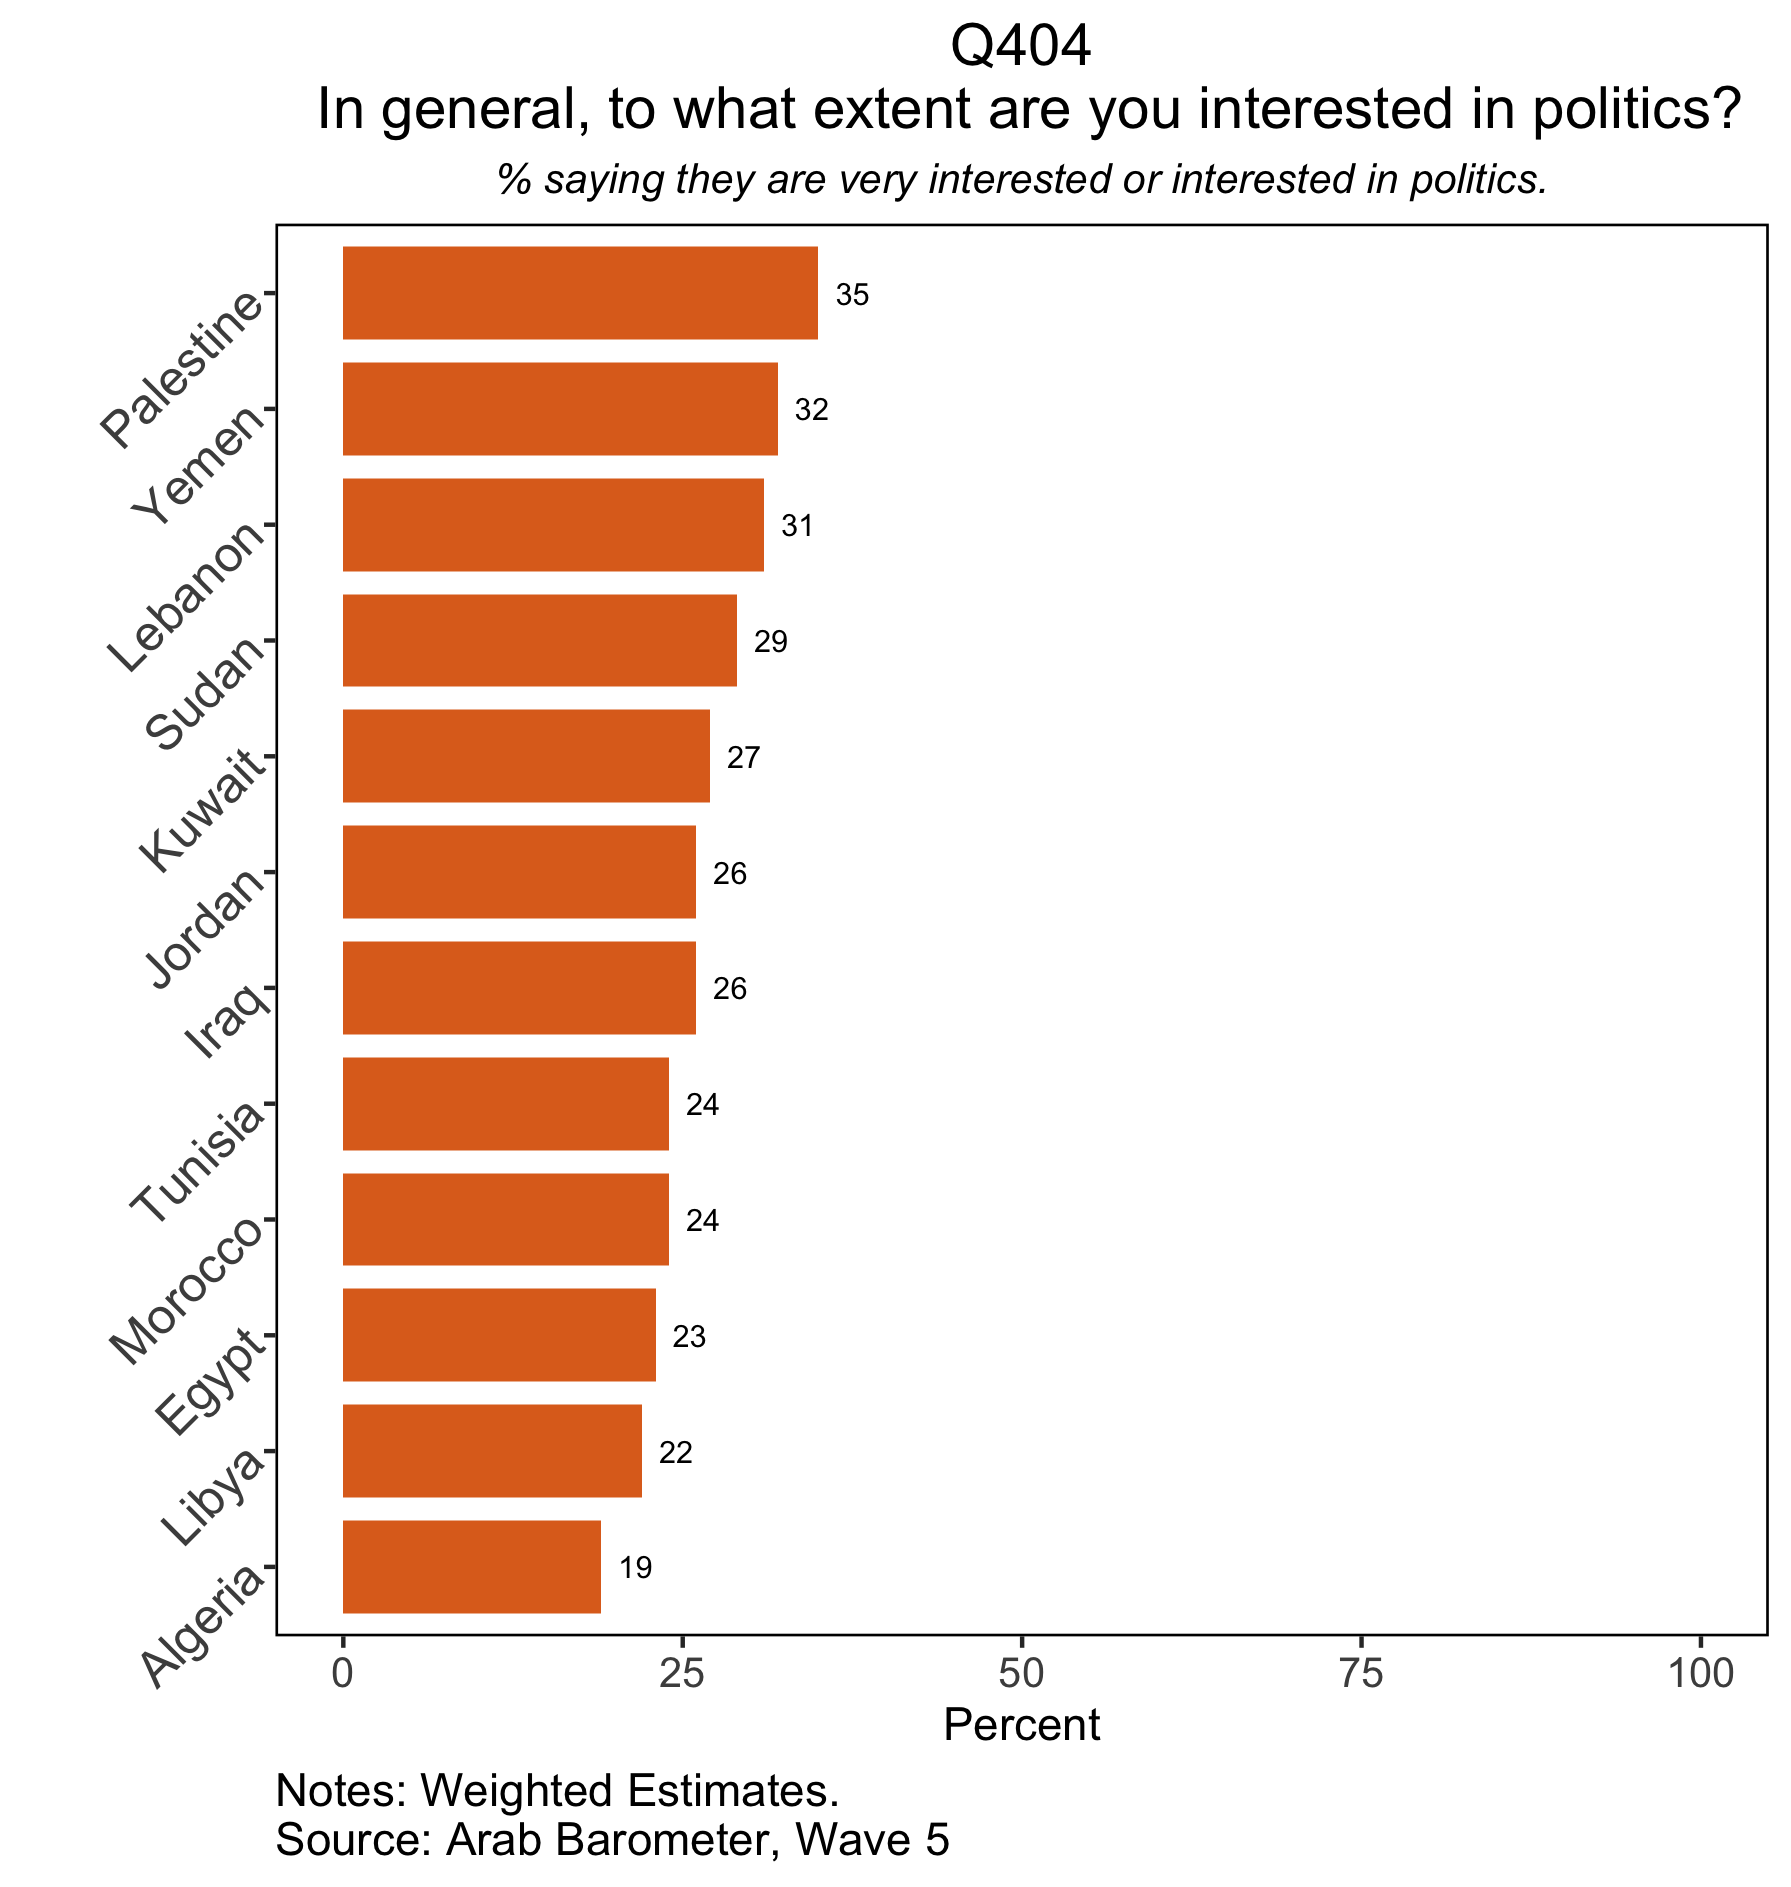 Q404
In general, to what extent are you interested in politics?
% saying they are very interested or interested in politics.
Palestine
35
Yemen
32
Lebanon
31
Sudan
29
Kuwait
27
Jordan
26
Iraq
26
Tunisia
24
Morocco
24
Egypt
23
Libya
22
Algeria
19
0 25 50 75 100
Percent
Notes: Weighted Estimates.
Source: Arab Barometer, Wave 5